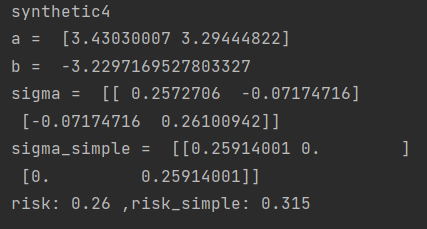 synthetic4
a =  [3.43030007 3.29444822]
b =  -3.2297169527803327
sigma =  [[ 0.2572706  -0.07174716]
 [-0.07174716  0.26100942]]
sigma_simple =  [[0.25914001 0.        ]
 [0.         0.25914001]]
risk: 0.26 ,risk_simple: 0.315